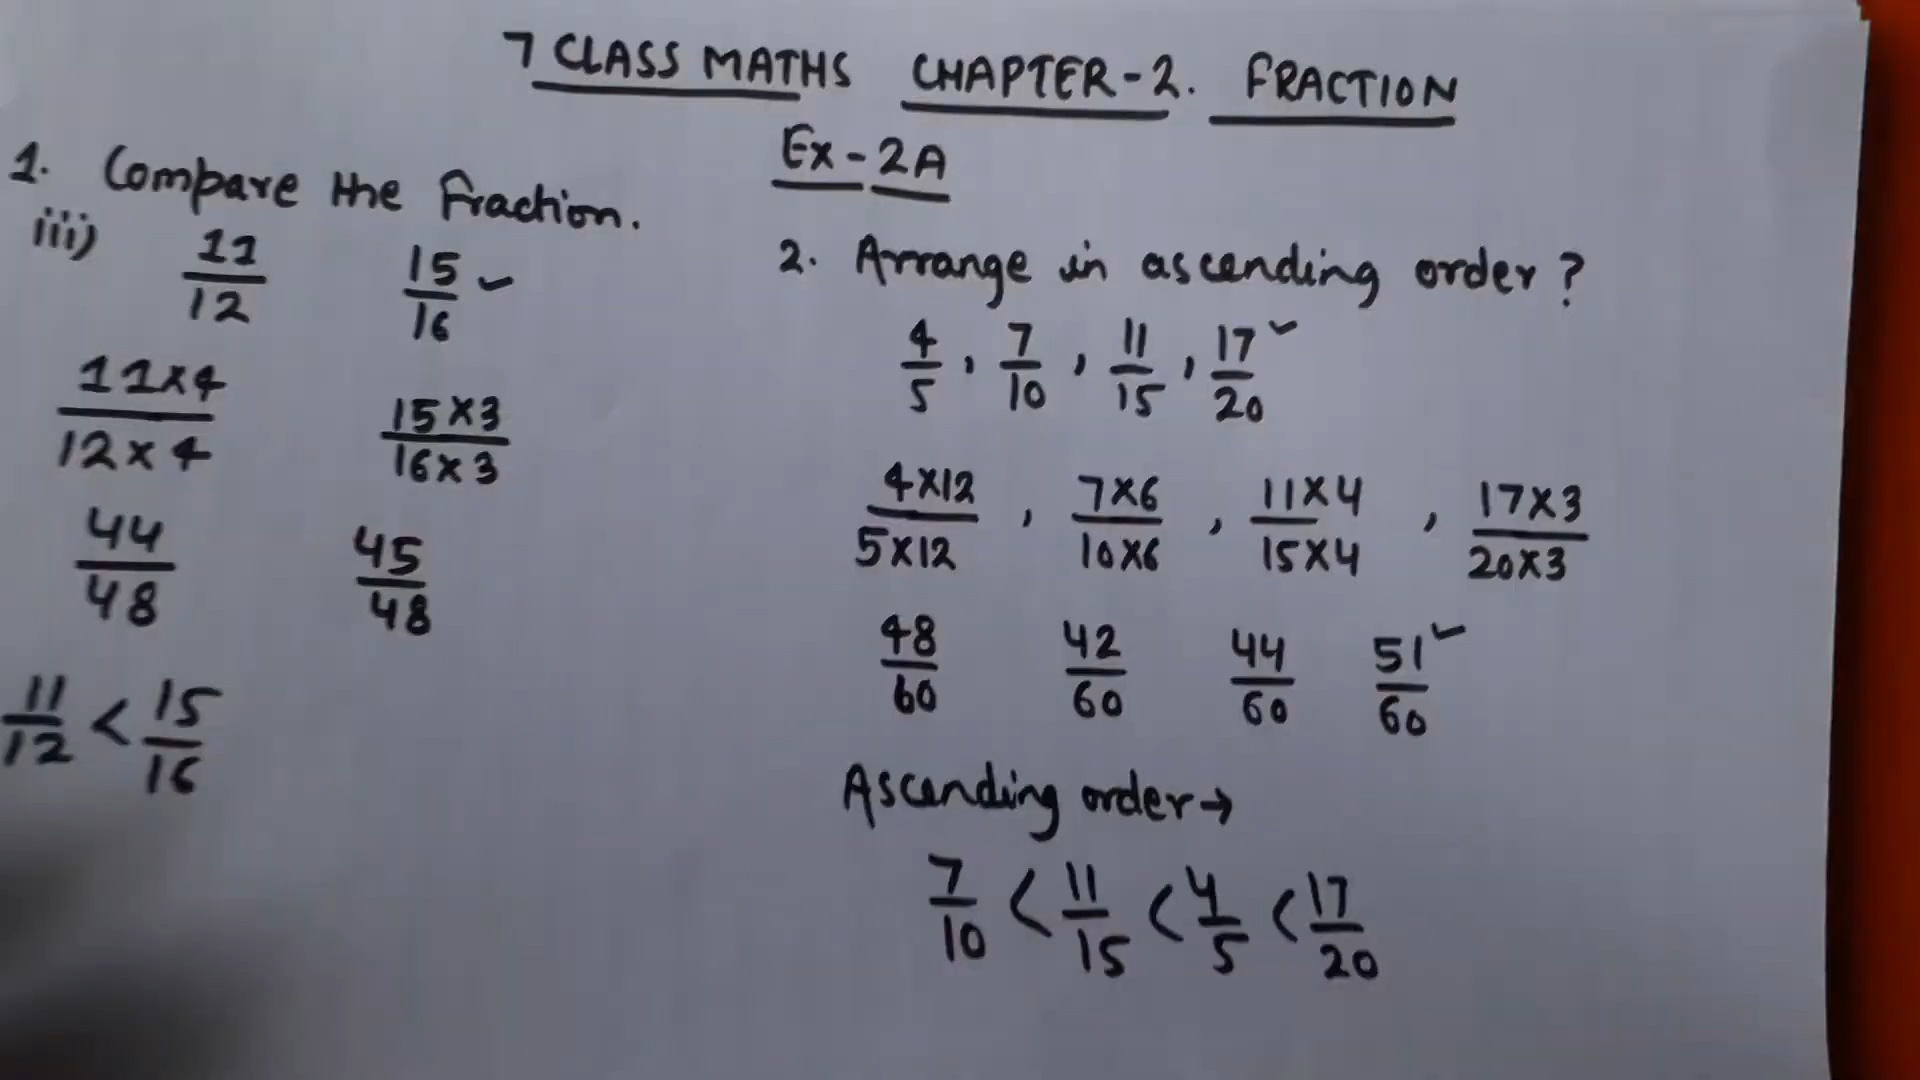 7 CLASS MATHS CHAPTER-2. FRACTION
Ex-2A
1. Compare the Fraction.
iii) 11/12 15/16 ✓
11×4/12×4 15×3/16×3
44/48 45/48
11/12 < 15/16
2. Arrange in ascending order?
4/5, 7/10, 11/15, 17/20 ✓
4×12/5×12, 7×6/10×6, 11×4/15×4, 17×3/20×3
48/60 42/60 44/60 51/60 ✓
Ascending order→
7/10 < 11/15 < 4/5 < 17/20